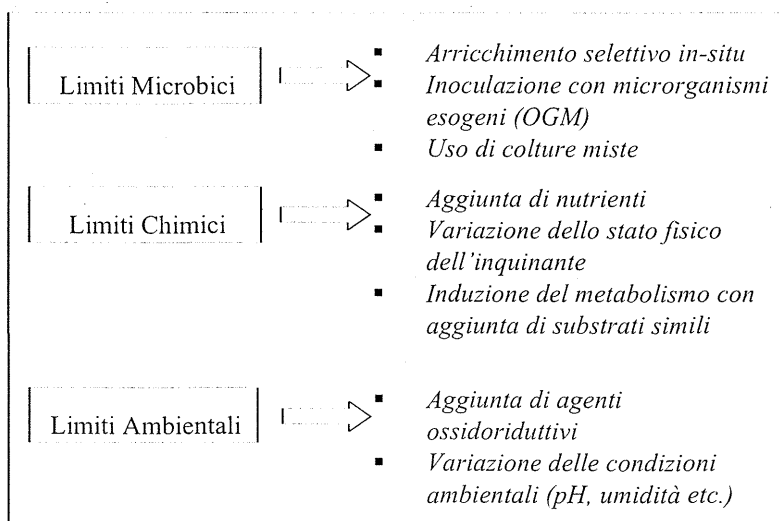 Limiti Microbici
▪ Arricchimento selettivo in-situ
▪ Inoculazione con microrganismi
esogeni (OGM)
▪ Uso di colture miste
Limiti Chimici
▪ Aggiunta di nutrienti
▪ Variazione dello stato fisico
dell'inquinante
▪ Induzione del metabolismo con
aggiunta di substrati simili
Limiti Ambientali
▪ Aggiunta di agenti
ossidoriduttivi
▪ Variazione delle condizioni
ambientali (pH, umidità etc.)